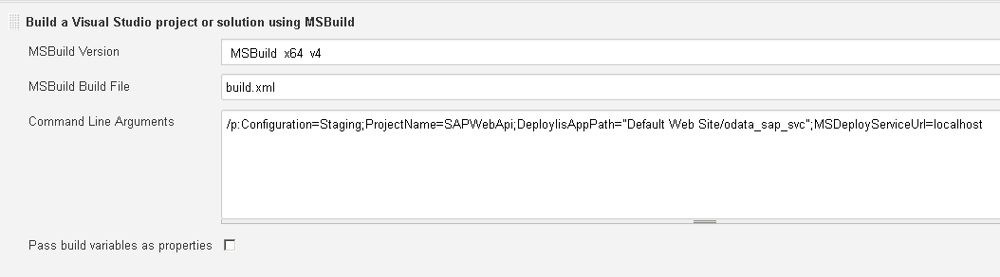 Build a Visual Studio project or solution using MSBuild
MSBuild Version
MSBuild x64 v4
MSBuild Build File
build.xml
Command Line Arguments
/p:Configuration=Staging;ProjectName=SAPWebApi;DeployIisAppPath="Default Web Site/odata_sap_svc";MSDeployServiceUrl=localhost
Pass build variables as properties